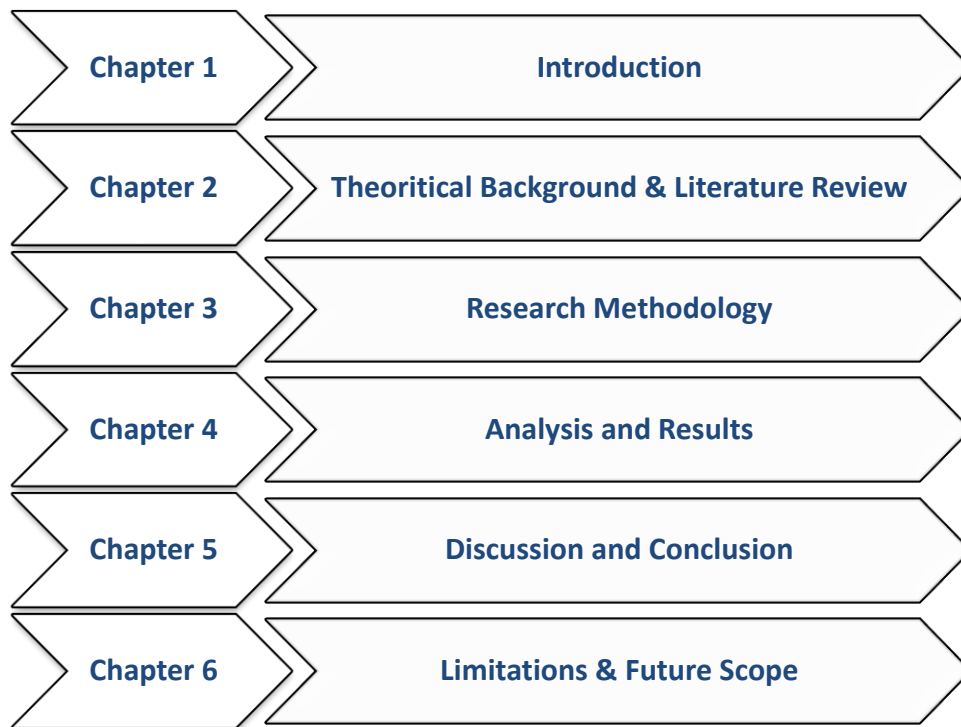 Chapter 1
Introduction
Chapter 2
Theoritical Background & Literature Review
Chapter 3
Research Methodology
Chapter 4
Analysis and Results
Chapter 5
Discussion and Conclusion
Chapter 6
Limitations & Future Scope